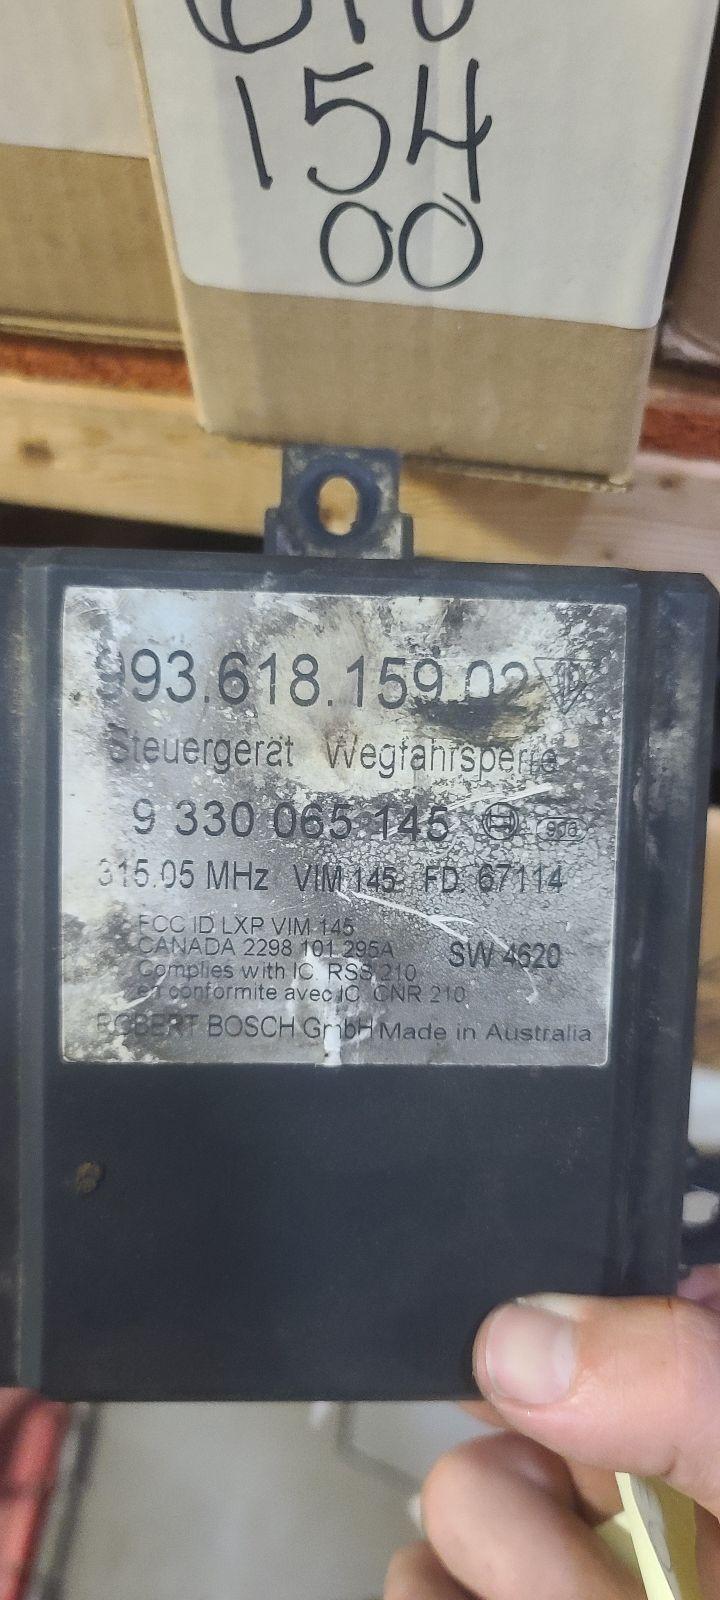 154
00
993.618.159.02
Steuergerät Wegfahrsperre
9 330 065 145
315.05 MHz VIM 145 FD. 67114
FCC ID LXP VIM 145
CANADA 2298 101 295A
SW 4620
Complies with IC. RSS 210
en conformite avec IC CNR 210
ROBERT BOSCH GmbH Made in Australia